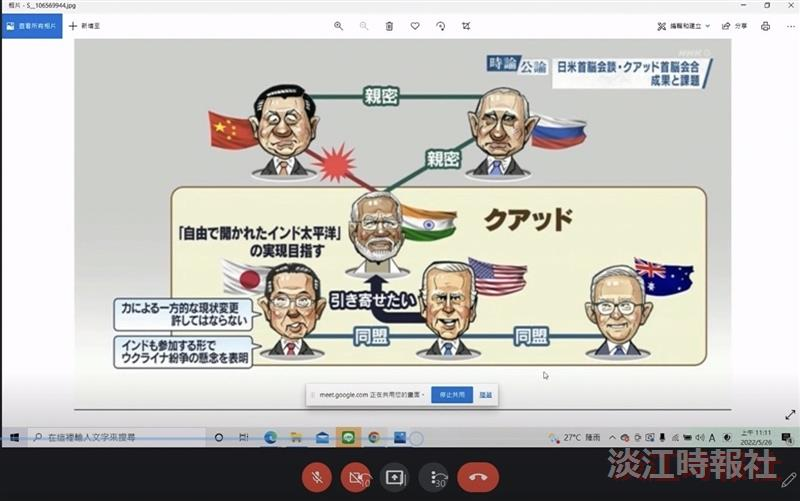 相片 - S__106569944.jpg
查看所有相片
新增至
編輯和建立
分享
NHK G
時論公論
日米首脳会談・クアッド首脳会合
成果と課題
親密
親密
クアッド
「自由で開かれたインド太平洋」
の実現目指す
引き寄せたい
力による一方的な現状変更
許してはならない
インドも参加する形で
ウクライナ紛争の懸念を表明
同盟
同盟
meet.google.com 正在共用您的畫面。
停止共用
隱藏
在這裡輸入文字來搜尋
27°C 陣雨
A
上午 11:11
2022/5/26
10
30
淡江時報社